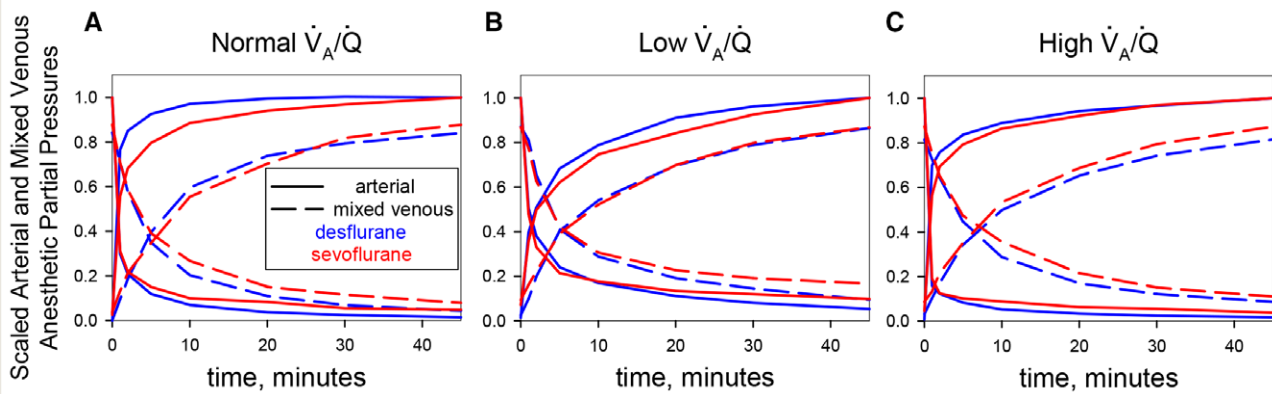 Scaled Arterial and Mixed Venous
Anesthetic Partial Pressures
A
Normal V̇A/Q̇
1.0
0.8
0.6
0.4
0.2
0.0
arterial
mixed venous
desflurane
sevoflurane
0 10 20 30 40
time, minutes
B
Low V̇A/Q̇
1.0
0.8
0.6
0.4
0.2
0.0
0 10 20 30 40
time, minutes
C
High V̇A/Q̇
1.0
0.8
0.6
0.4
0.2
0.0
0 10 20 30 40
time, minutes